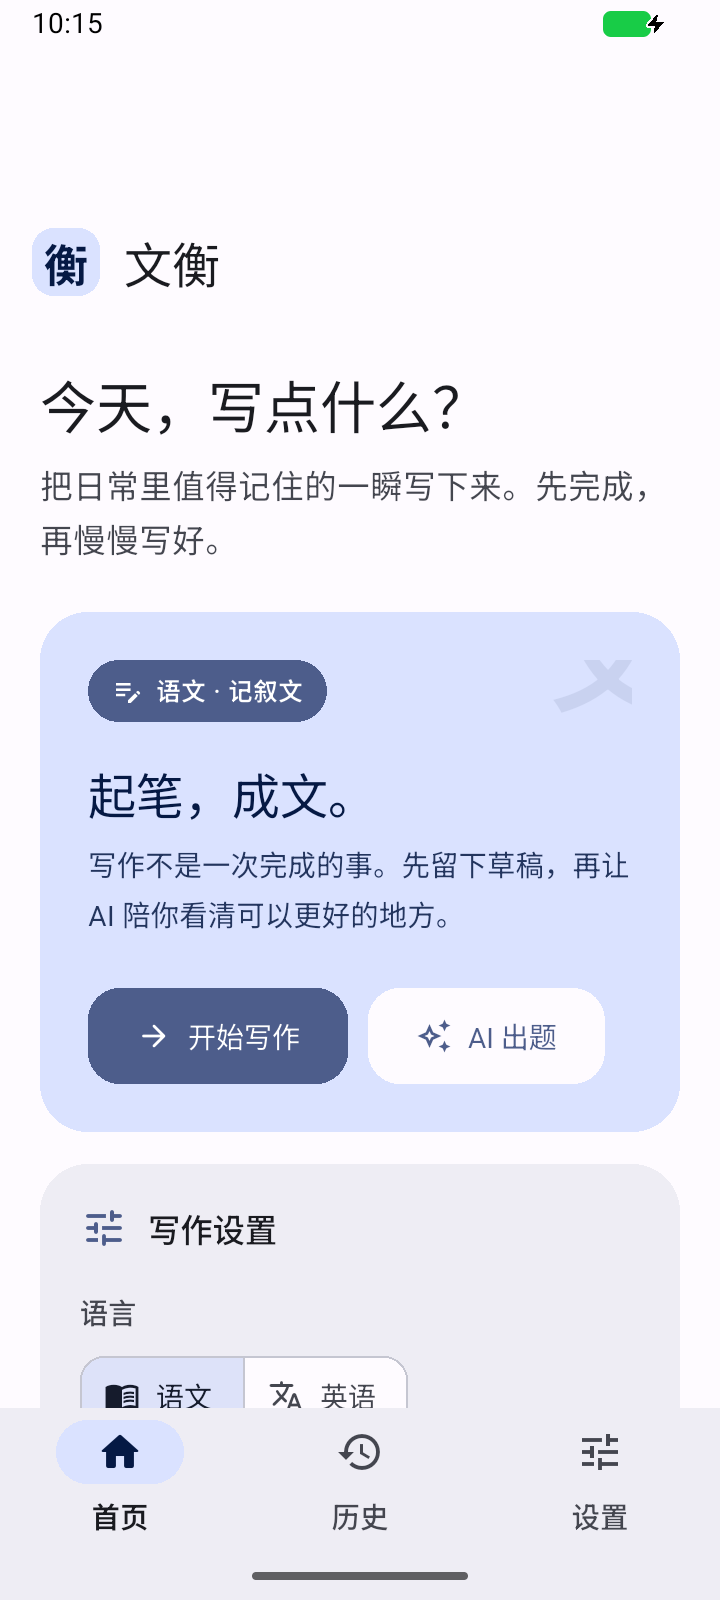 10:15
衡 文衡
今天，写点什么？
把日常里值得记住的一瞬写下来。先完成，
再慢慢写好。
语文 · 记叙文
起笔，成文。
写作不是一次完成的事。先留下草稿，再让
AI 陪你看清可以更好的地方。
开始写作 AI 出题
写作设置
语言
语文 英语
首页 历史 设置